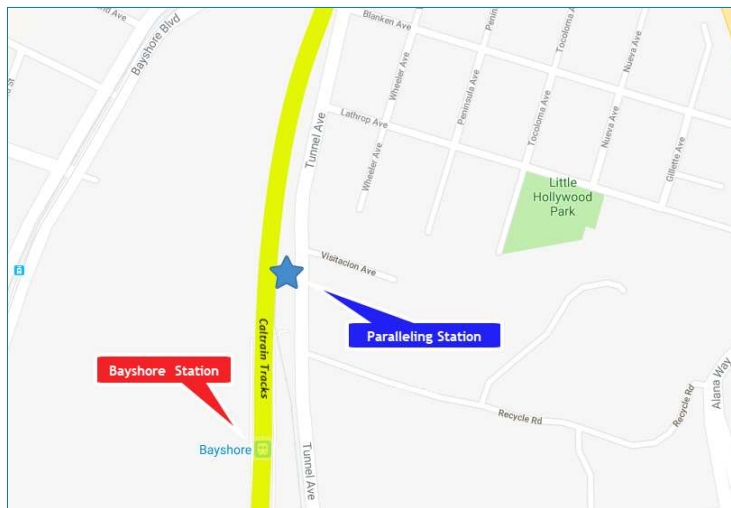 nd Ave
Bayshore Blvd
Blanken Ave
Wheeler Ave
Peninsula Ave
Tocoloma Ave
Nueva Ave
Lathrop Ave
Tunnel Ave
Wheeler Ave
Peninsula Ave
Tocoloma Ave
Nueva Ave
Gillette Ave
Little
Hollywood
Park
Visitacion Ave
Paralleling Station
Caltrain Tracks
Bayshore Station
Alana Way
Recycle Rd
Recycle Rd
Bayshore
Tunnel Ave